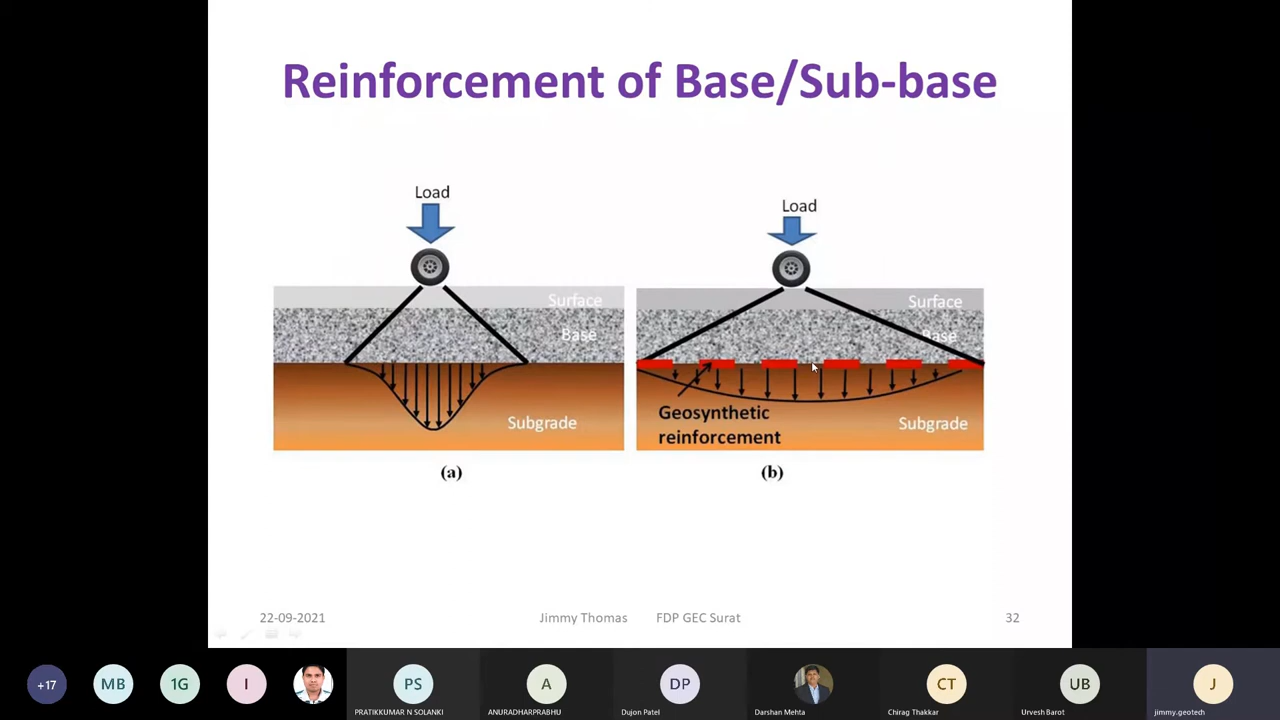 Reinforcement of Base/Sub-base
Load
Load
Surface
Base
Subgrade
Surface
Base
Geosynthetic
reinforcement
Subgrade
(a)
(b)
22-09-2021
Jimmy Thomas FDP GEC Surat
32
+17
MB
1G
I
PS
PRATIKKUMAR N SOLANKI
A
ANURADHARPRABHU
DP
Dujon Patel
Darshan Mehta
CT
Chirag Thakkar
UB
Urvesh Barot
J
jimmy.geotech